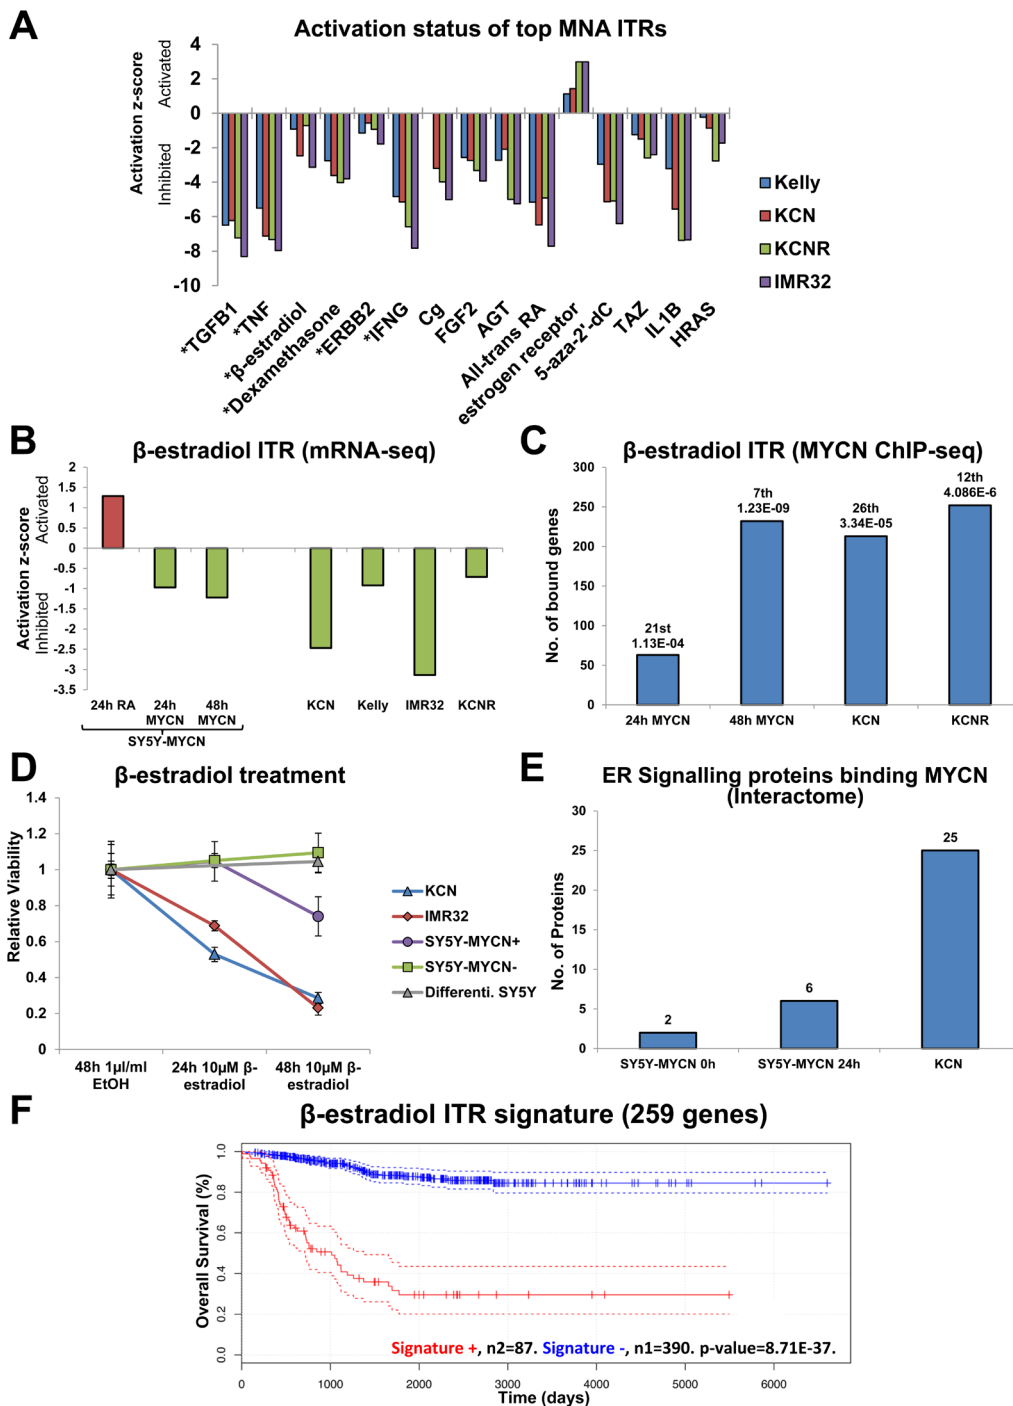 A
Activation status of top MNA ITRs
Activation z-score
Inhibited Activated
4
2
0
-2
-4
-6
-8
-10
*TGFB1
*TNF
*β-estradiol
*Dexamethasone
*ERBB2
*IFNG
Cg
FGF2
AGT
All-trans RA
estrogen receptor
5-aza-2'-dC
TAZ
IL1B
HRAS
Kelly
KCN
KCNR
IMR32
B
β-estradiol ITR (mRNA-seq)
Activation z-score
Inhibited Activated
2
1.5
1
0.5
0
-0.5
-1
-1.5
-2
-2.5
-3
-3.5
24h RA
24h
MYCN
48h
MYCN
SY5Y-MYCN
KCN
Kelly
IMR32
KCNR
C
β-estradiol ITR (MYCN ChIP-seq)
No. of bound genes
300
250
200
150
100
50
0
21st
1.13E-04
7th
1.23E-09
26th
3.34E-05
12th
4.086E-6
24h MYCN
48h MYCN
KCN
KCNR
D
β-estradiol treatment
Relative Viability
1.4
1.2
1
0.8
0.6
0.4
0.2
0
48h 1µl/ml
EtOH
24h 10µM β-
estradiol
48h 10µM β-
estradiol
KCN
IMR32
SY5Y-MYCN+
SY5Y-MYCN-
Differenti. SY5Y
E
ER Signalling proteins binding MYCN
(Interactome)
No. of Proteins
30
25
20
15
10
5
0
2
6
25
SY5Y-MYCN 0h
SY5Y-MYCN 24h
KCN
F
β-estradiol ITR signature (259 genes)
Overall Survival (%)
1.0
0.8
0.6
0.4
0.2
0.0
Signature +, n2=87. Signature -, n1=390. p-value=8.71E-37.
0
1000
2000
3000
4000
5000
6000
Time (days)